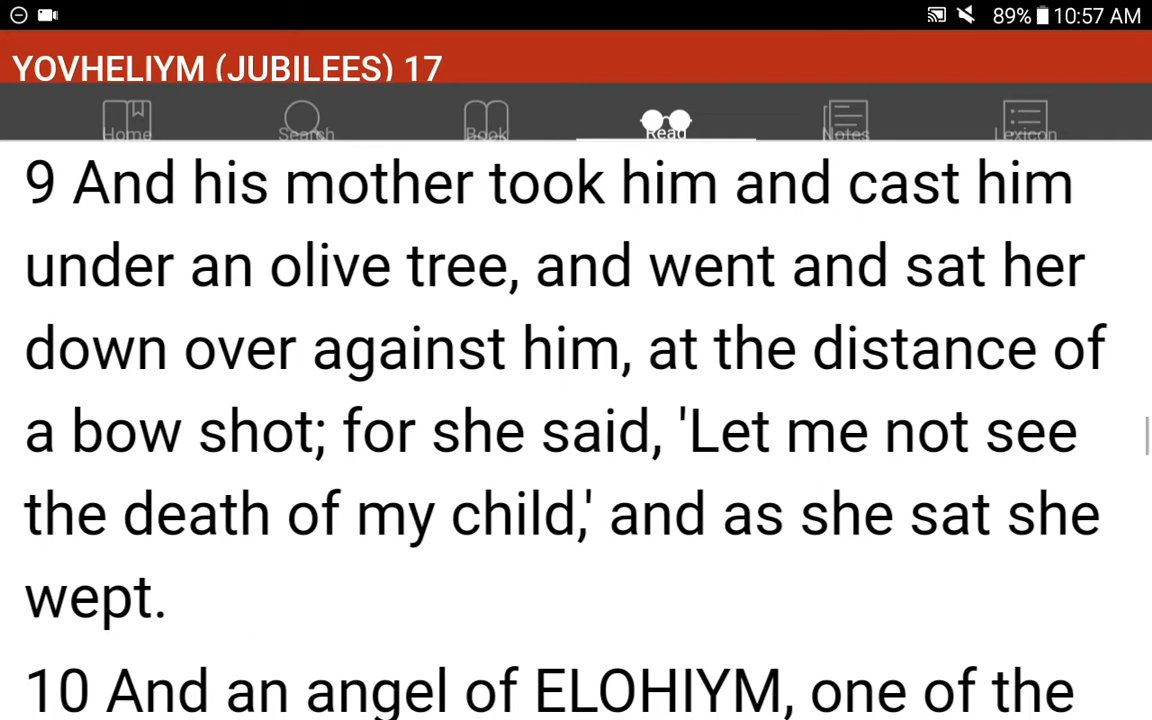 89% 10:57 AM
YOVHELIYM (JUBILEES) 17
Home Search Book Read Notes Lexicon
9 And his mother took him and cast him
under an olive tree, and went and sat her
down over against him, at the distance of
a bow shot; for she said, 'Let me not see
the death of my child,' and as she sat she
wept.
10 And an angel of ELOHIYM, one of the